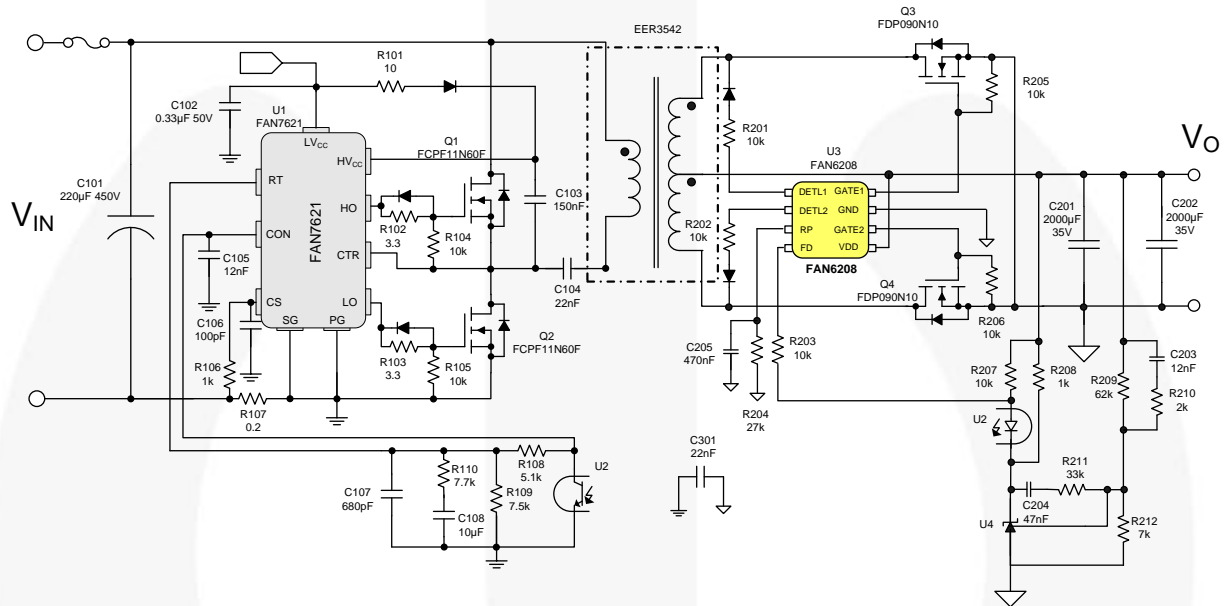 Q3
FDP090N10
EER3542
R101
10
R205
10k
C102
0.33µF 50V
U1
FAN7621
LVCC
Q1
FCPF11N60F
HVCC
R201
10k
U3
FAN6208
VO
C101
220µF 450V
RT
C103
150nF
DETL1
GATE1
DETL2
GND
RP
GATE2
FD
VDD
FAN6208
C201
2000µF
35V
C202
2000µF
35V
VIN
HO
R102
3.3
R104
10k
FAN7621
CON
CTR
C105
12nF
R202
10k
C104
22nF
Q4
FDP090N10
R206
10k
CS
LO
C106
100pF
SG
PG
Q2
FCPF11N60F
R103
3.3
R105
10k
R106
1k
R107
0.2
C205
470nF
R203
10k
R204
27k
R207
10k
R208
1k
R209
62k
C203
12nF
R210
2k
U2
C301
22nF
R108
5.1k
U2
R110
7.7k
R109
7.5k
C107
680pF
C108
10µF
R211
33k
C204
47nF
U4
R212
7k